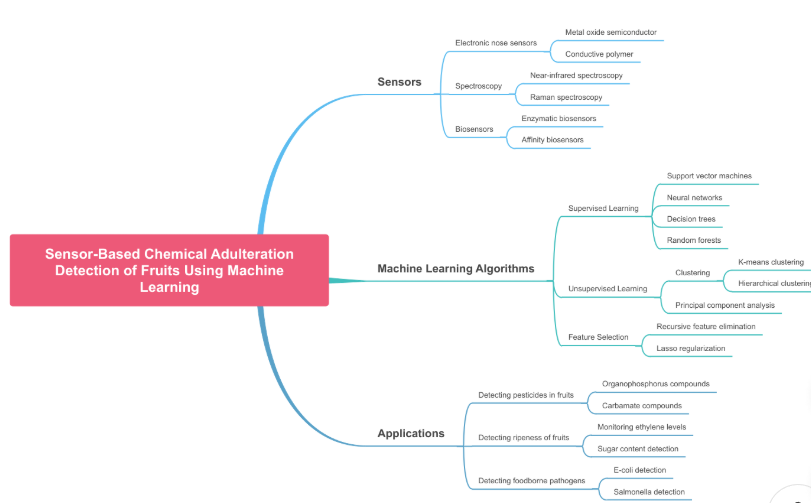 Sensor-Based Chemical Adulteration
Detection of Fruits Using Machine
Learning
Sensors
Electronic nose sensors
Metal oxide semiconductor
Conductive polymer
Spectroscopy
Near-infrared spectroscopy
Raman spectroscopy
Biosensors
Enzymatic biosensors
Affinity biosensors
Machine Learning Algorithms
Supervised Learning
Support vector machines
Neural networks
Decision trees
Random forests
Unsupervised Learning
Clustering
K-means clustering
Hierarchical clustering
Principal component analysis
Feature Selection
Recursive feature elimination
Lasso regularization
Applications
Detecting pesticides in fruits
Organophosphorus compounds
Carbamate compounds
Detecting ripeness of fruits
Monitoring ethylene levels
Sugar content detection
Detecting foodborne pathogens
E-coli detection
Salmonella detection